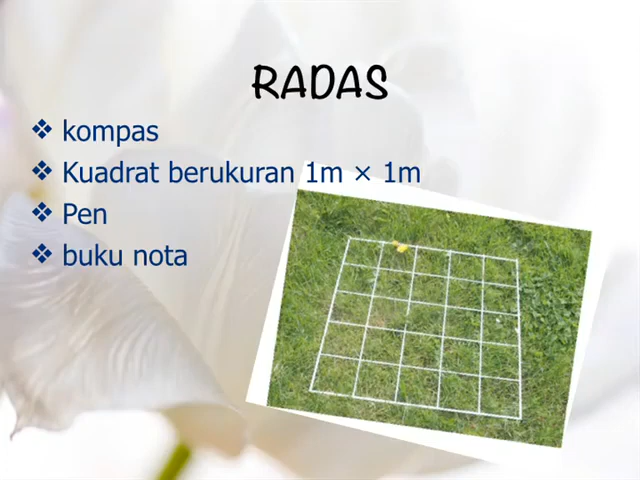 RADAS
❖ kompas
❖ Kuadrat berukuran 1m × 1m
❖ Pen
❖ buku nota